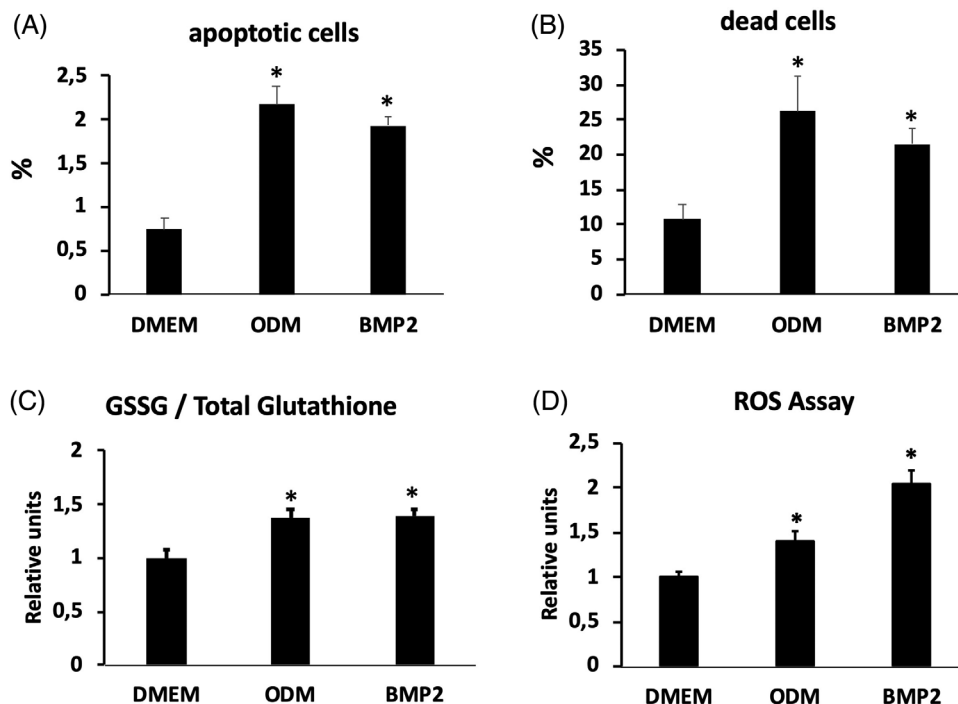 (A)
apoptotic cells
%
2,5
2
1,5
1
0,5
0
*
*
DMEM ODM BMP2
(B)
dead cells
%
35
30
25
20
15
10
5
0
*
*
DMEM ODM BMP2
(C)
GSSG / Total Glutathione
Relative units
2
1,5
1
0,5
0
*
*
DMEM ODM BMP2
(D)
ROS Assay
Relative units
2,5
2
1,5
1
0,5
0
*
*
DMEM ODM BMP2